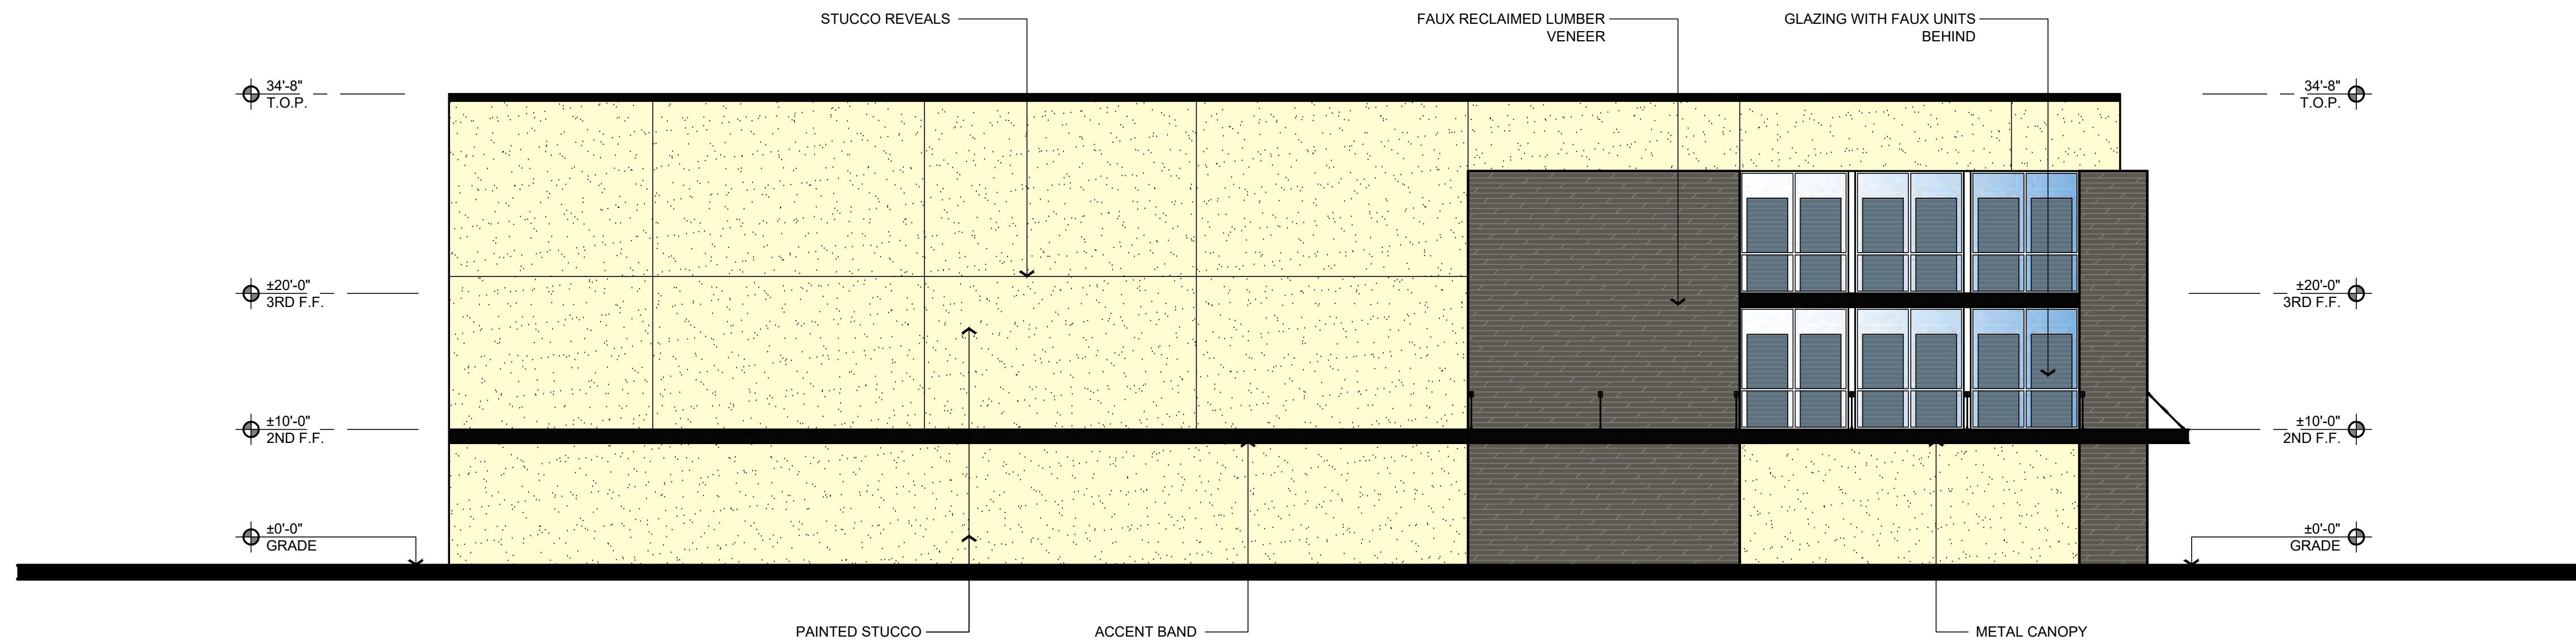 STUCCO REVEALS
FAUX RECLAIMED LUMBER
VENEER
GLAZING WITH FAUX UNITS
BEHIND
34'-8"
T.O.P.
34'-8"
T.O.P.
±20'-0"
3RD F.F.
±20'-0"
3RD F.F.
±10'-0"
2ND F.F.
±10'-0"
2ND F.F.
±0'-0"
GRADE
±0'-0"
GRADE
PAINTED STUCCO
ACCENT BAND
METAL CANOPY